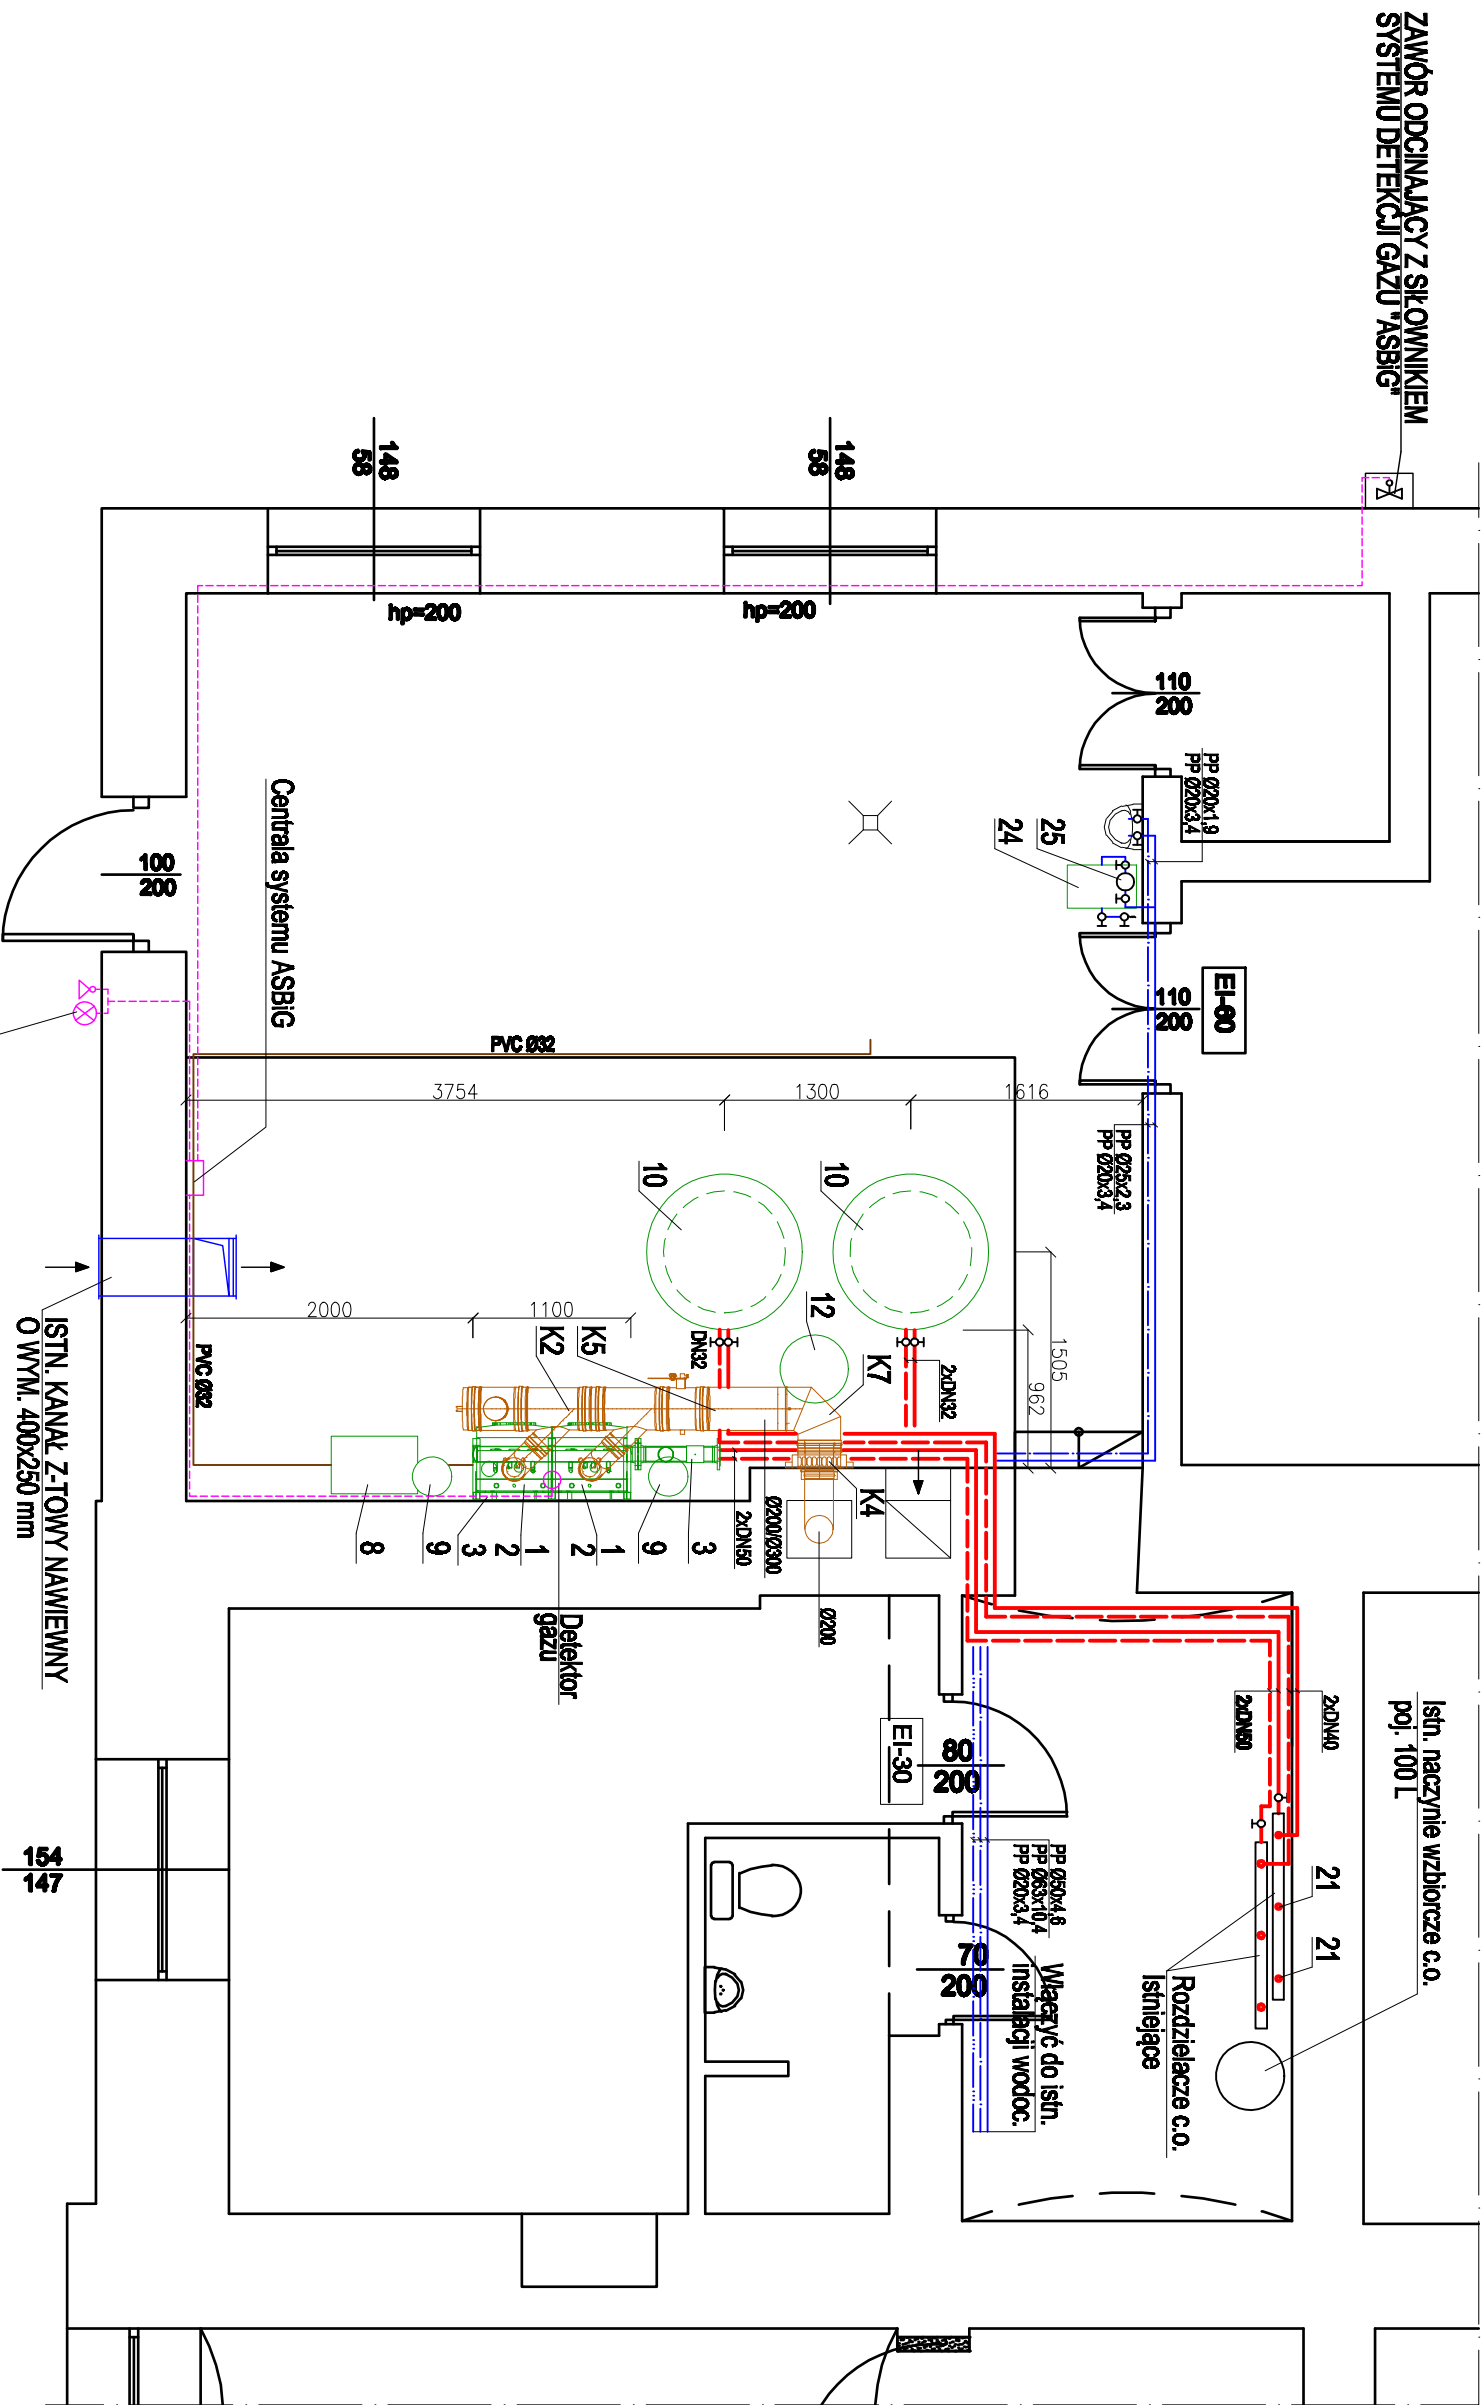 ZAWÓR ODCINAJĄCY Z SIŁOWNIKIEM
SYSTEMU DETEKCJI GAZU "ASBiG"
148
58
148
58
hp=200
hp=200
110
200
PP Ø20x1,9
PP Ø20x3,4
25
24
100
200
Centrala systemu ASBiG
EI-60
110
200
PVC Ø32
3754
1300
1616
PP Ø25x2,3
PP Ø20x3,4
10
10
12
1505
962
2000
1100
K2
K5
DN32
K7
2xDN32
ISTN. KANAŁ Z-TOWY NAWIEWNY
O WYM. 400x250 mm
PVC Ø32
K4
Ø200/Ø300
2xDN50
8
9
3
2
1
2
1
9
3
Ø200
Detektor
gazu
EI-30
80
200
2xDN40
Istn. naczynie wzbiorcze c.o.
poj. 100 L
PP Ø50x4,6
PP Ø63x10,4
PP Ø20x3,4
21
21
154
147
70
200
Włączyć do istn.
instalacji wodoc.
Rozdzielacze c.o.
Istniejące